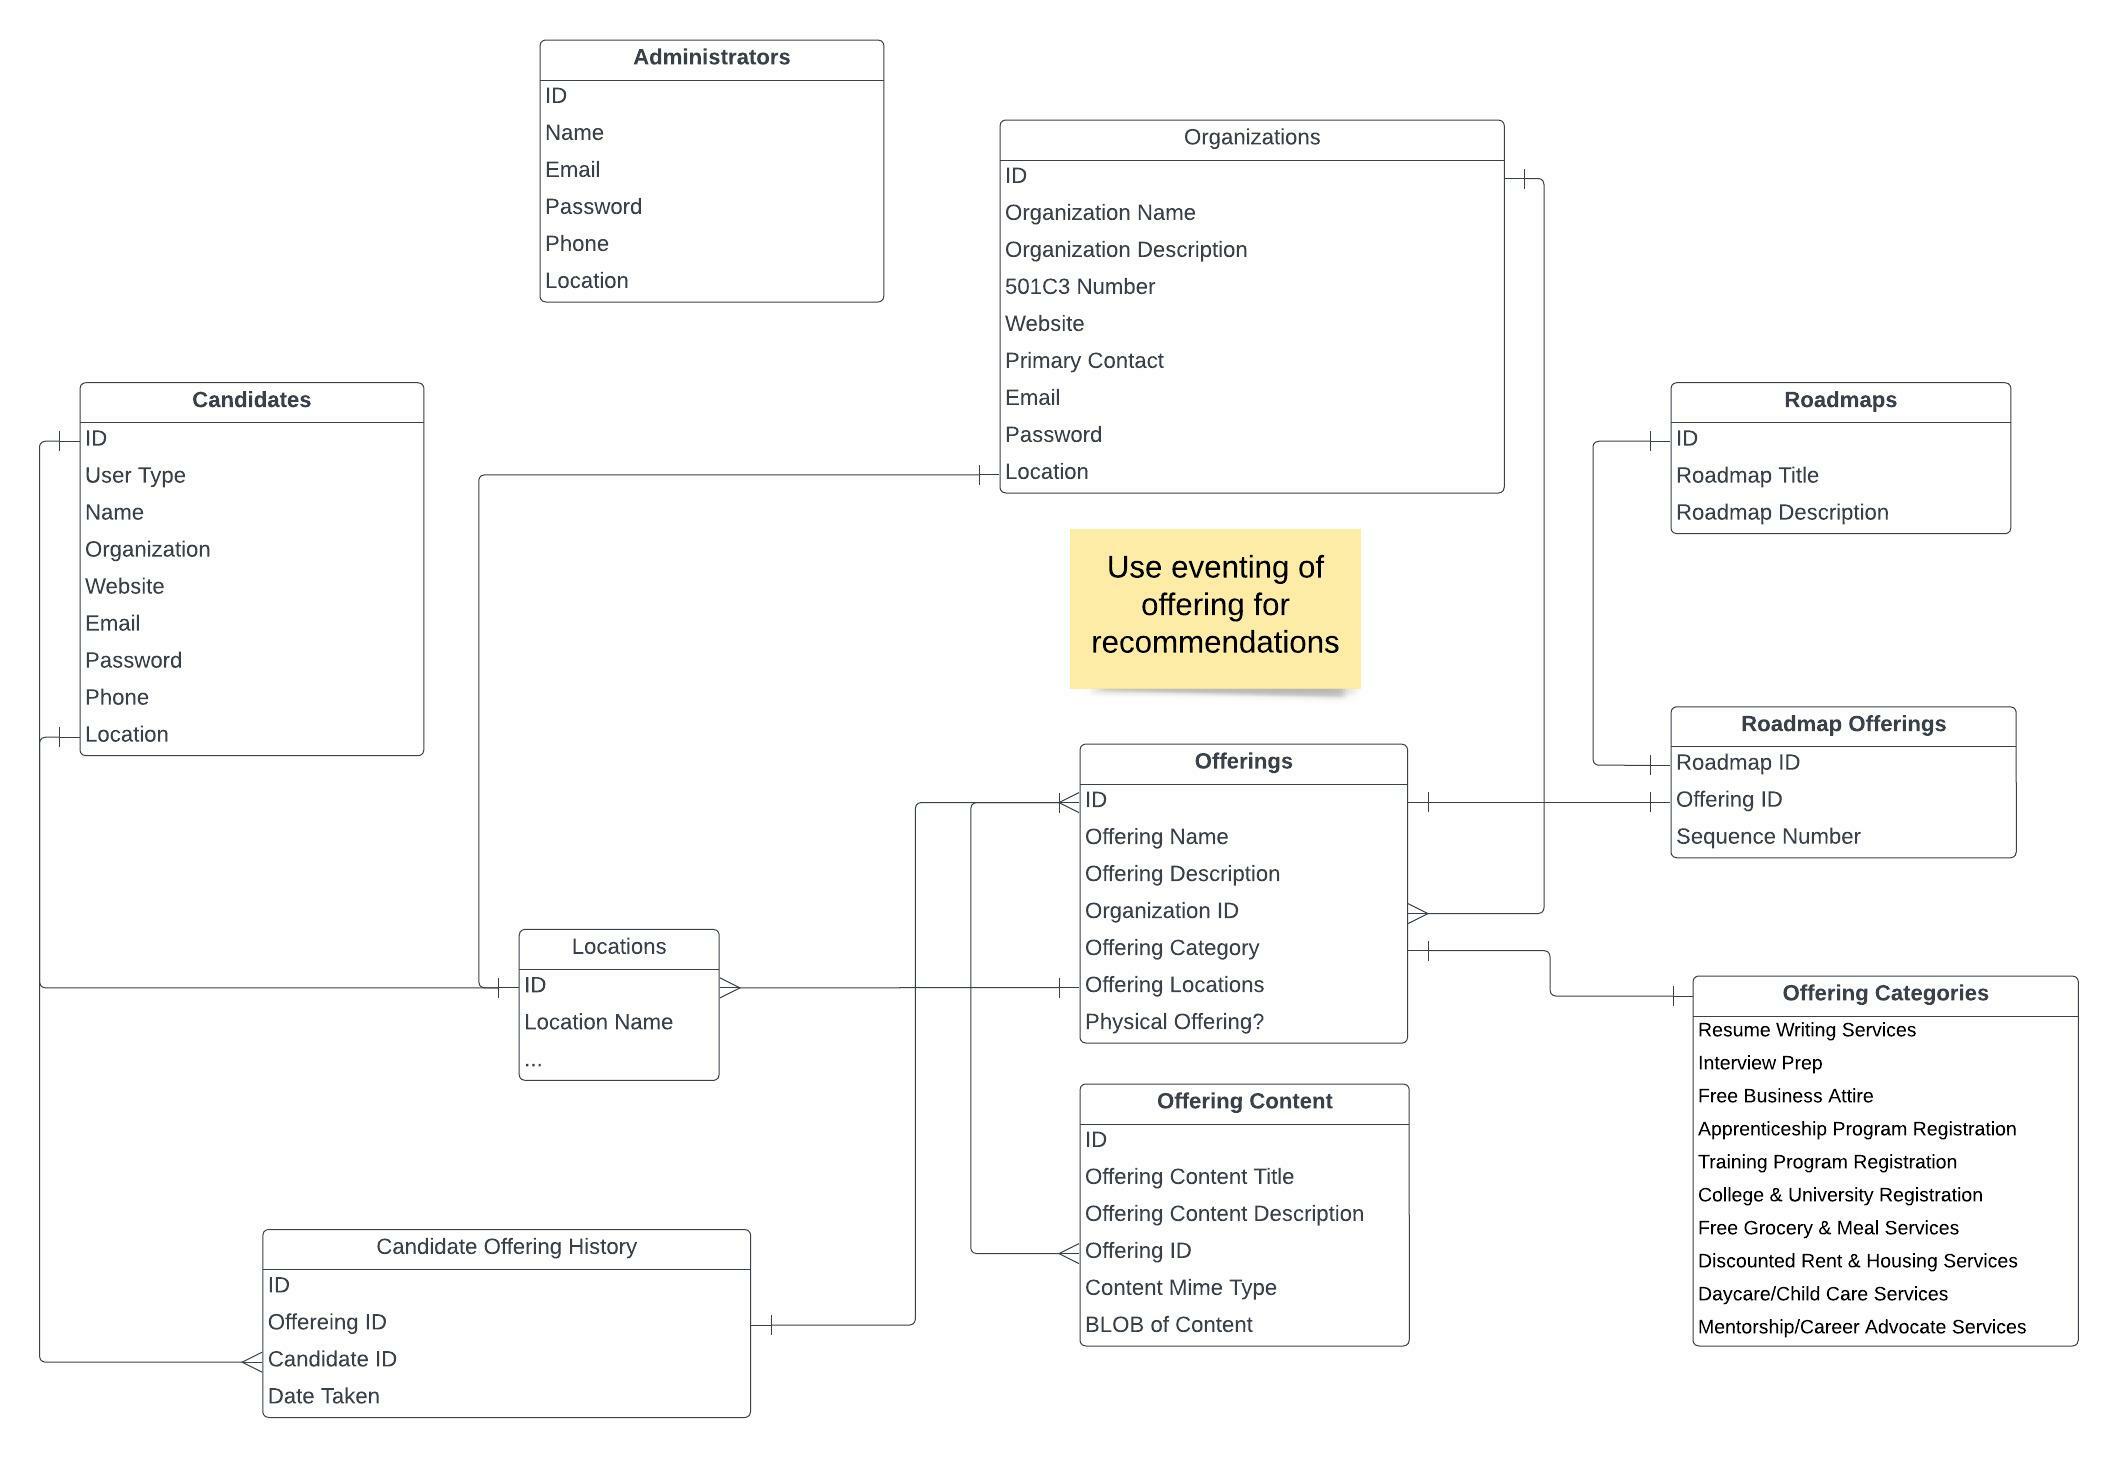 Administrators
ID
Name
Email
Password
Phone
Location
Organizations
ID
Organization Name
Organization Description
501C3 Number
Website
Primary Contact
Email
Password
Location
Candidates
ID
User Type
Name
Organization
Website
Email
Password
Phone
Location
Roadmaps
ID
Roadmap Title
Roadmap Description
Use eventing of
offering for
recommendations
Roadmap Offerings
Roadmap ID
Offering ID
Sequence Number
Offerings
ID
Offering Name
Offering Description
Organization ID
Offering Category
Offering Locations
Physical Offering?
Locations
ID
Location Name
...
Offering Categories
Resume Writing Services
Interview Prep
Free Business Attire
Apprenticeship Program Registration
Training Program Registration
College & University Registration
Free Grocery & Meal Services
Discounted Rent & Housing Services
Daycare/Child Care Services
Mentorship/Career Advocate Services
Offering Content
ID
Offering Content Title
Offering Content Description
Offering ID
Content Mime Type
BLOB of Content
Candidate Offering History
ID
Offereing ID
Candidate ID
Date Taken